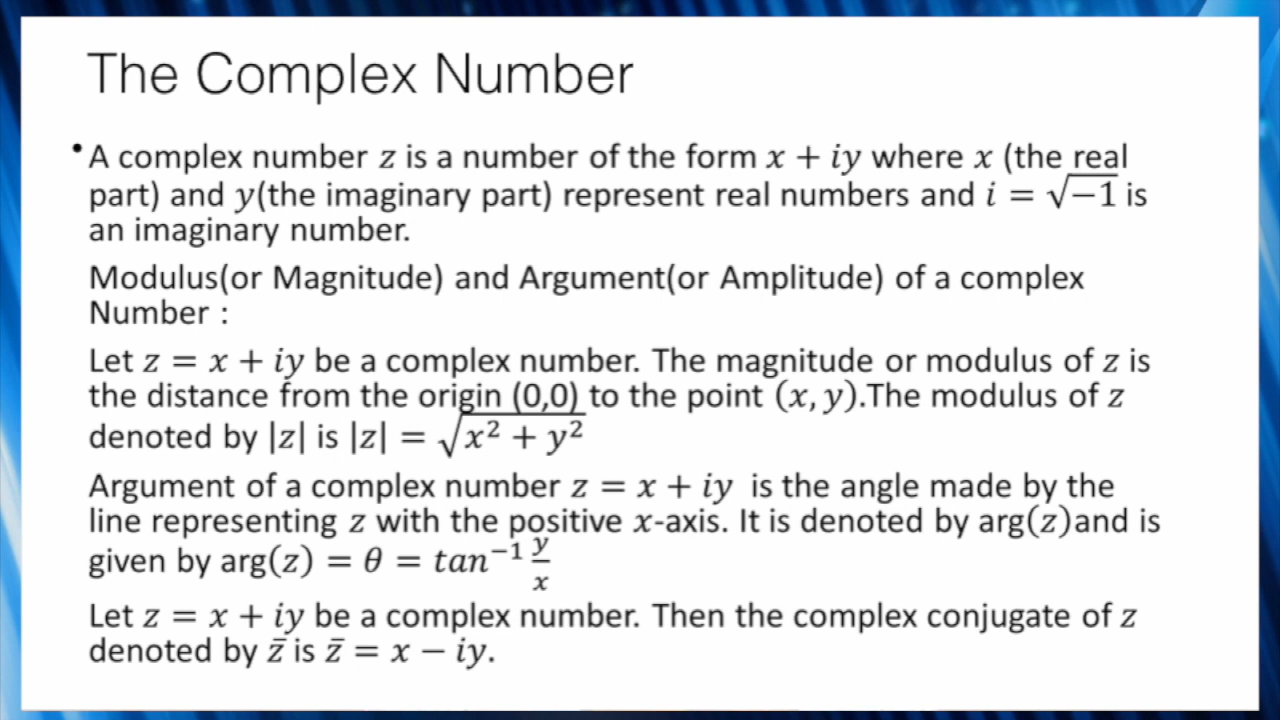 The Complex Number
• A complex number z is a number of the form x + iy where x (the real
part) and y(the imaginary part) represent real numbers and i = √−1 is
an imaginary number.
Modulus(or Magnitude) and Argument(or Amplitude) of a complex
Number :
Let z = x + iy be a complex number. The magnitude or modulus of z is
the distance from the origin (0,0) to the point (x, y).The modulus of z
denoted by |z| is |z| = √(x² + y²)
Argument of a complex number z = x + iy is the angle made by the
line representing z with the positive x-axis. It is denoted by arg(z)and is
given by arg(z) = θ = tan⁻¹ y/x
Let z = x + iy be a complex number. Then the complex conjugate of z
denoted by z̄ is z̄ = x − iy.